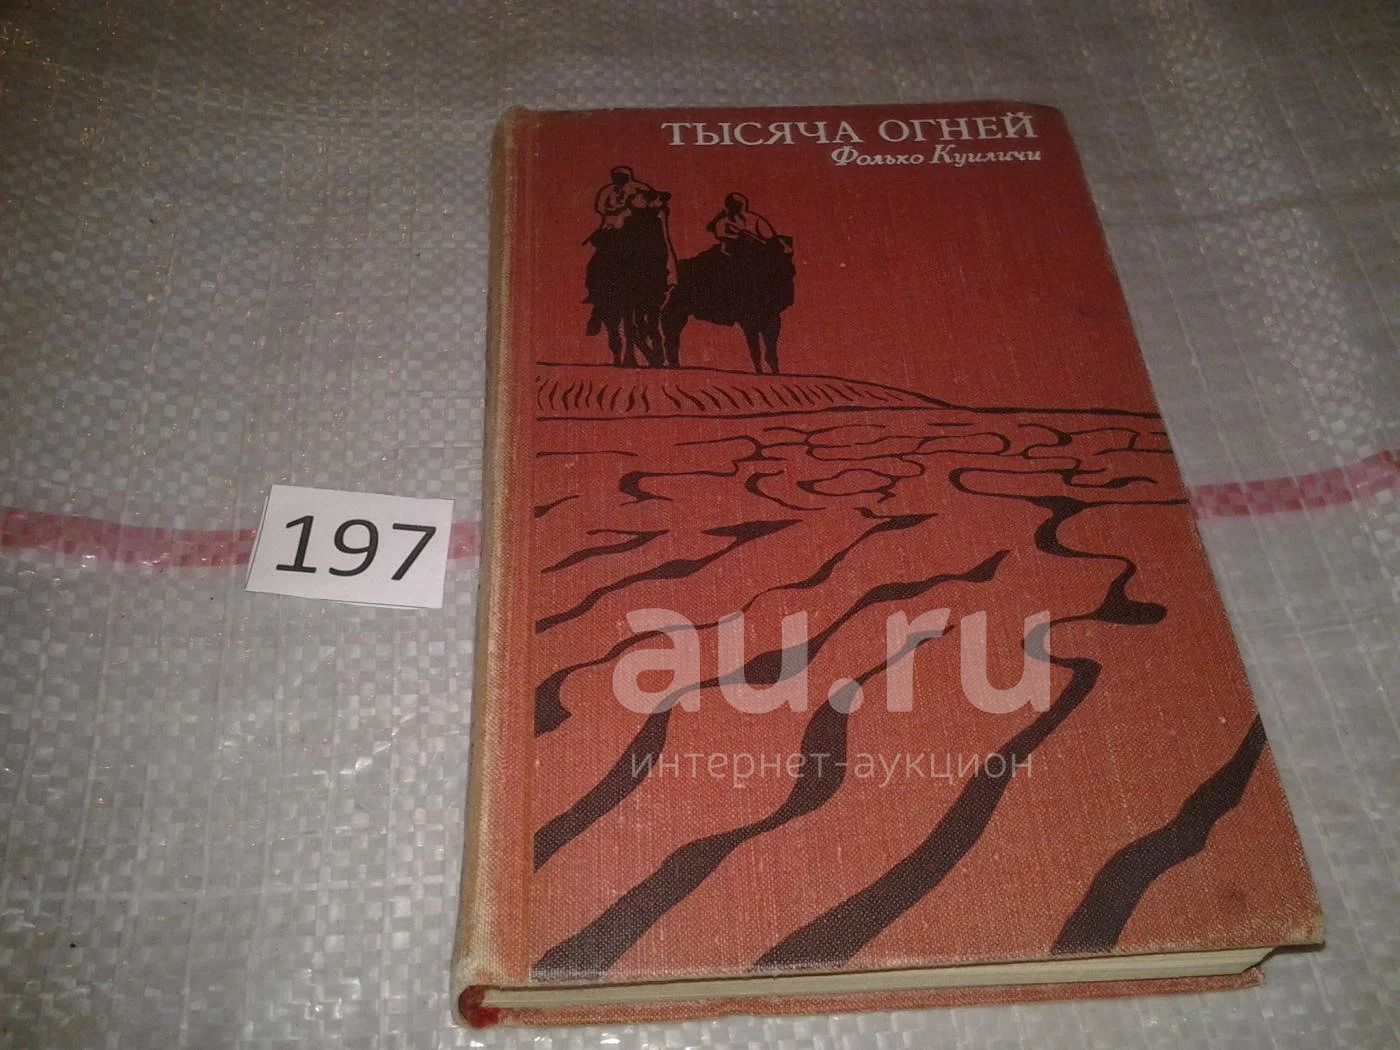 ТЫСЯЧА ОГНЕЙ
Фолько Куиличи
197
au.ru
интернет-аукцион